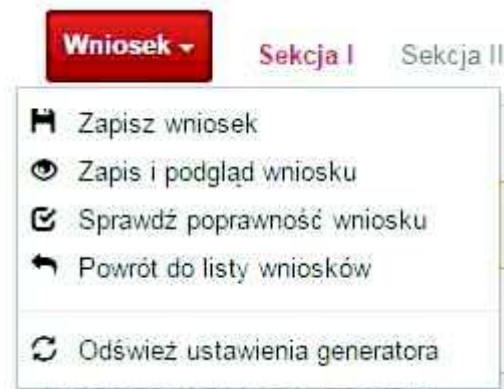 Wniosek Sekcja I Sekcja II
Zapisz wniosek
Zapis i podgląd wniosku
Sprawdź poprawność wniosku
Powrót do listy wniosków
Odśwież ustawienia generatora